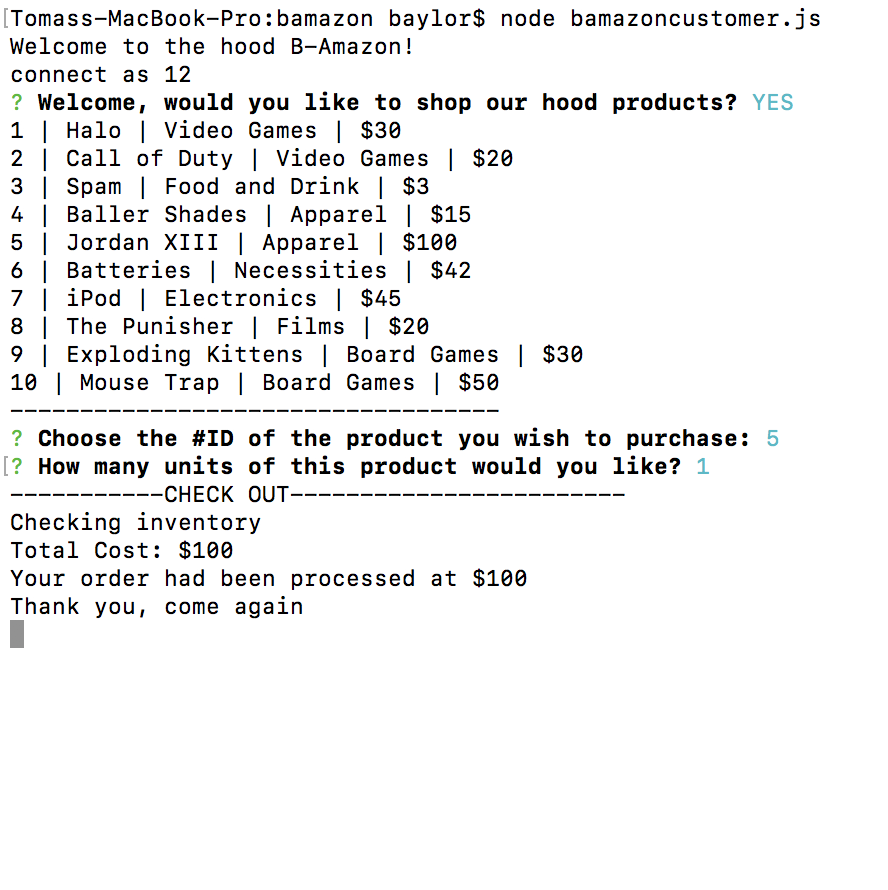 [Tomass-MacBook-Pro:bamazon baylor$ node bamazoncustomer.js
Welcome to the hood B-Amazon!
connect as 12
? Welcome, would you like to shop our hood products? YES
1 | Halo | Video Games | $30
2 | Call of Duty | Video Games | $20
3 | Spam | Food and Drink | $3
4 | Baller Shades | Apparel | $15
5 | Jordan XIII | Apparel | $100
6 | Batteries | Necessities | $42
7 | iPod | Electronics | $45
8 | The Punisher | Films | $20
9 | Exploding Kittens | Board Games | $30
10 | Mouse Trap | Board Games | $50
-----------------------------------
? Choose the #ID of the product you wish to purchase: 5
[? How many units of this product would you like? 1
-----------CHECK OUT------------------------
Checking inventory
Total Cost: $100
Your order had been processed at $100
Thank you, come again